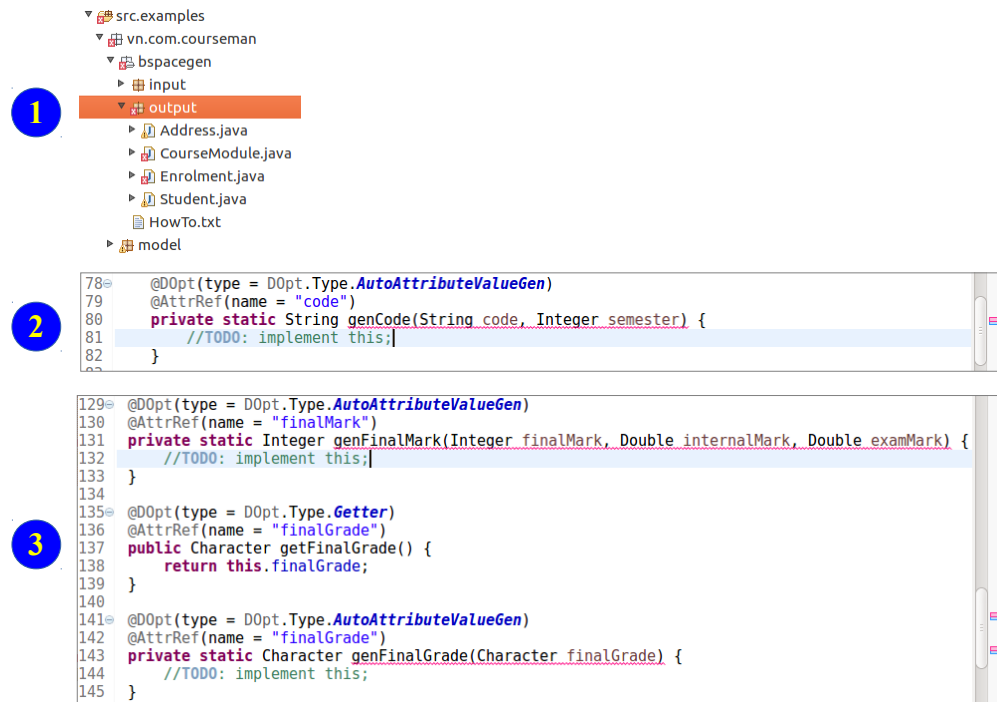 src.examples
vn.com.courseman
bspacegen
input
1
output
Address.java
CourseModule.java
Enrolment.java
Student.java
HowTo.txt
model
2
78 @DOpt(type = DOpt.Type.AutoAttributeValueGen)
79 @AttrRef(name = "code")
80 private static String genCode(String code, Integer semester) {
81 //TODO: implement this;
82 }
3
129 @DOpt(type = DOpt.Type.AutoAttributeValueGen)
130 @AttrRef(name = "finalMark")
131 private static Integer genFinalMark(Integer finalMark, Double internalMark, Double examMark) {
132 //TODO: implement this;
133 }
134
135 @DOpt(type = DOpt.Type.Getter)
136 @AttrRef(name = "finalGrade")
137 public Character getFinalGrade() {
138 return this.finalGrade;
139 }
140
141 @DOpt(type = DOpt.Type.AutoAttributeValueGen)
142 @AttrRef(name = "finalGrade")
143 private static Character genFinalGrade(Character finalGrade) {
144 //TODO: implement this;
145 }